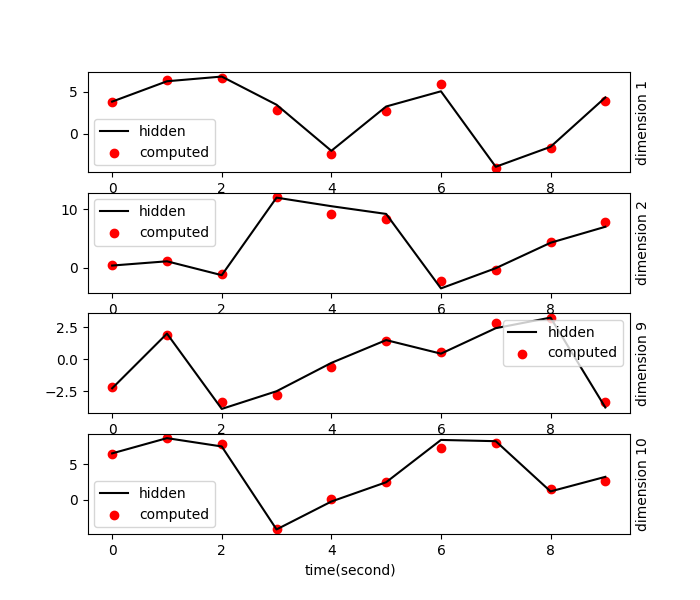 5
0
hidden
computed
0 2 4 6 8
dimension 1
10
0
hidden
computed
0 2 4 6 8
dimension 2
2.5
0.0
−2.5
hidden
computed
0 2 4 6 8
dimension 9
5
0
hidden
computed
0 2 4 6 8
dimension 10
time(second)